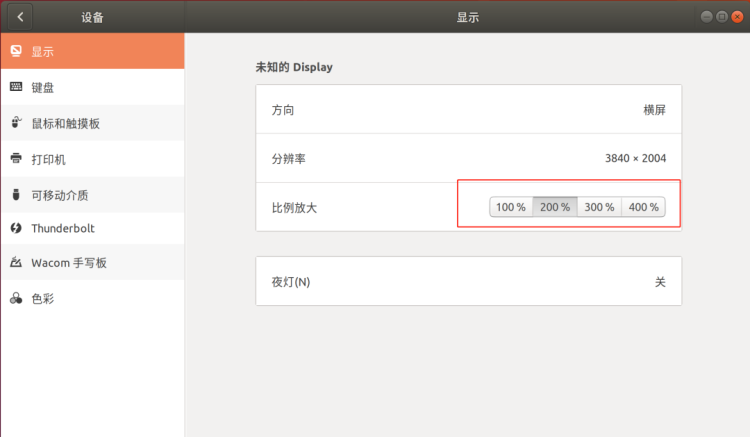 设备
显示
显示
键盘
鼠标和触摸板
打印机
可移动介质
Thunderbolt
Wacom 手写板
色彩
未知的 Display
方向 横屏
分辨率 3840 × 2004
比例放大 100 % 200 % 300 % 400 %
夜灯(N) 关